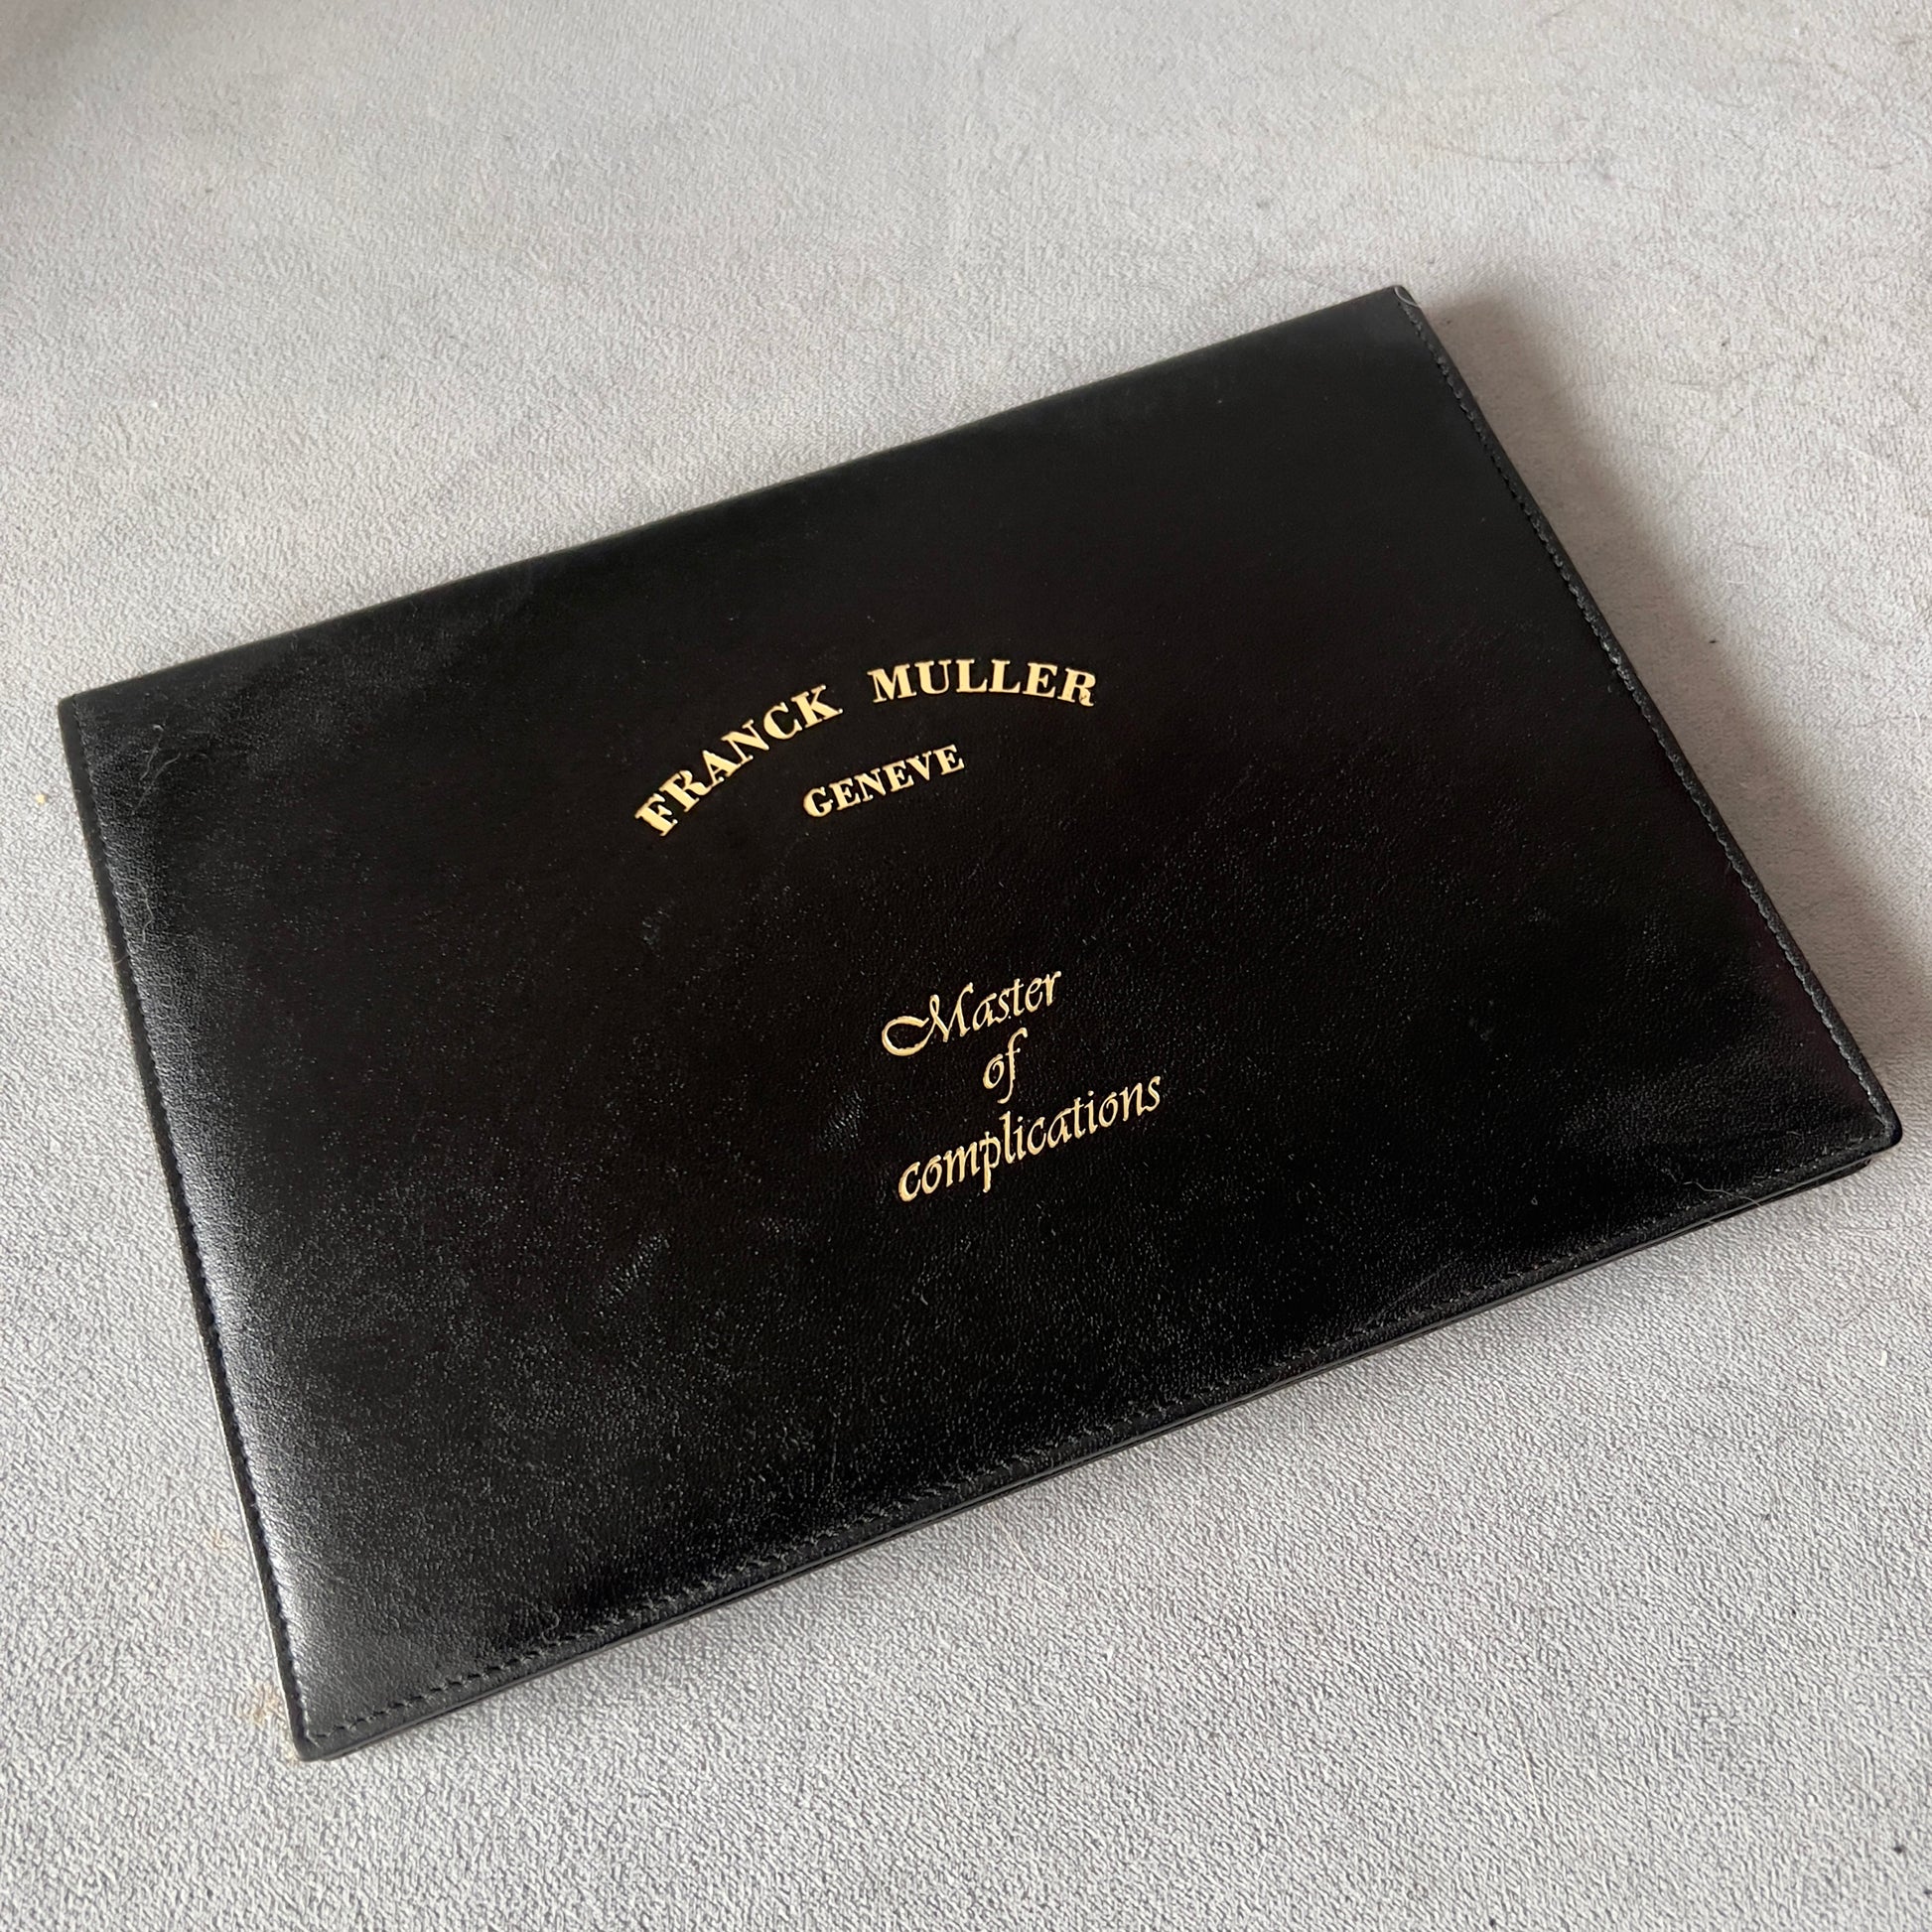 FRANCK MULLER
GENEVE
Master
of
complications